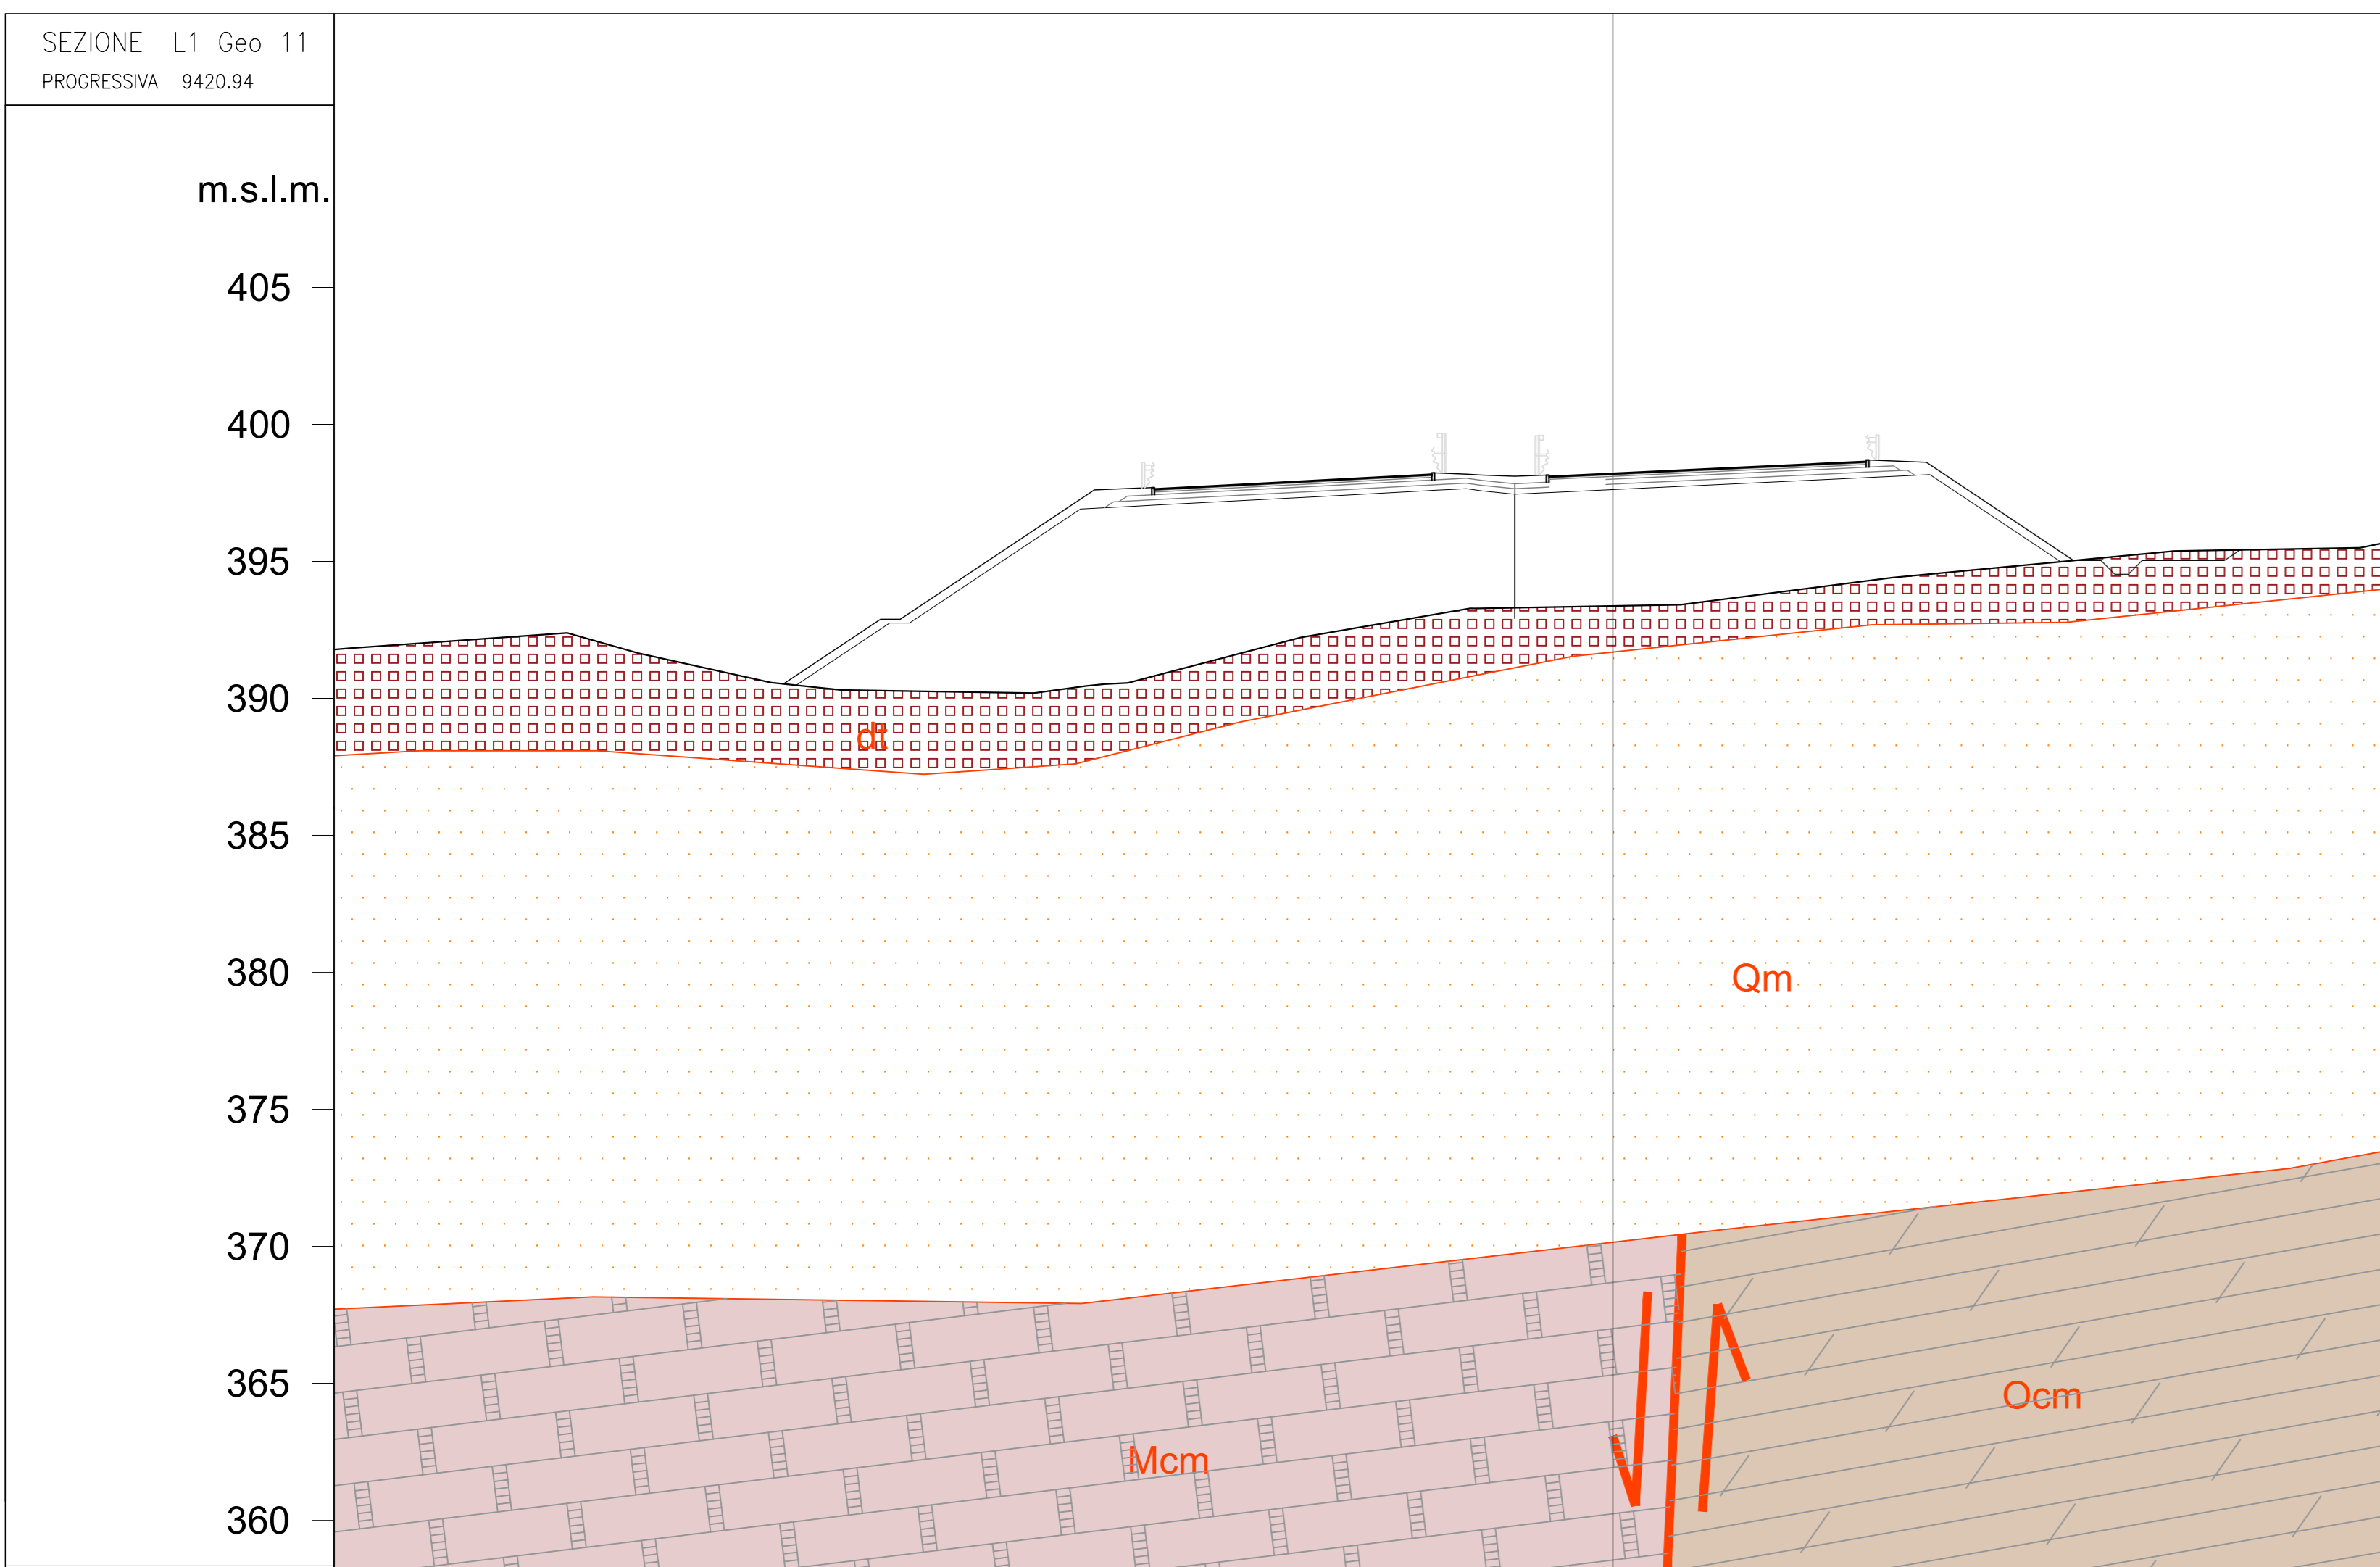 SEZIONE L1 Geo 11
PROGRESSIVA 9420.94
m.s.l.m.
405
400
395
390
dt
385
380
Qm
375
370
365
Ocm
Mcm
360